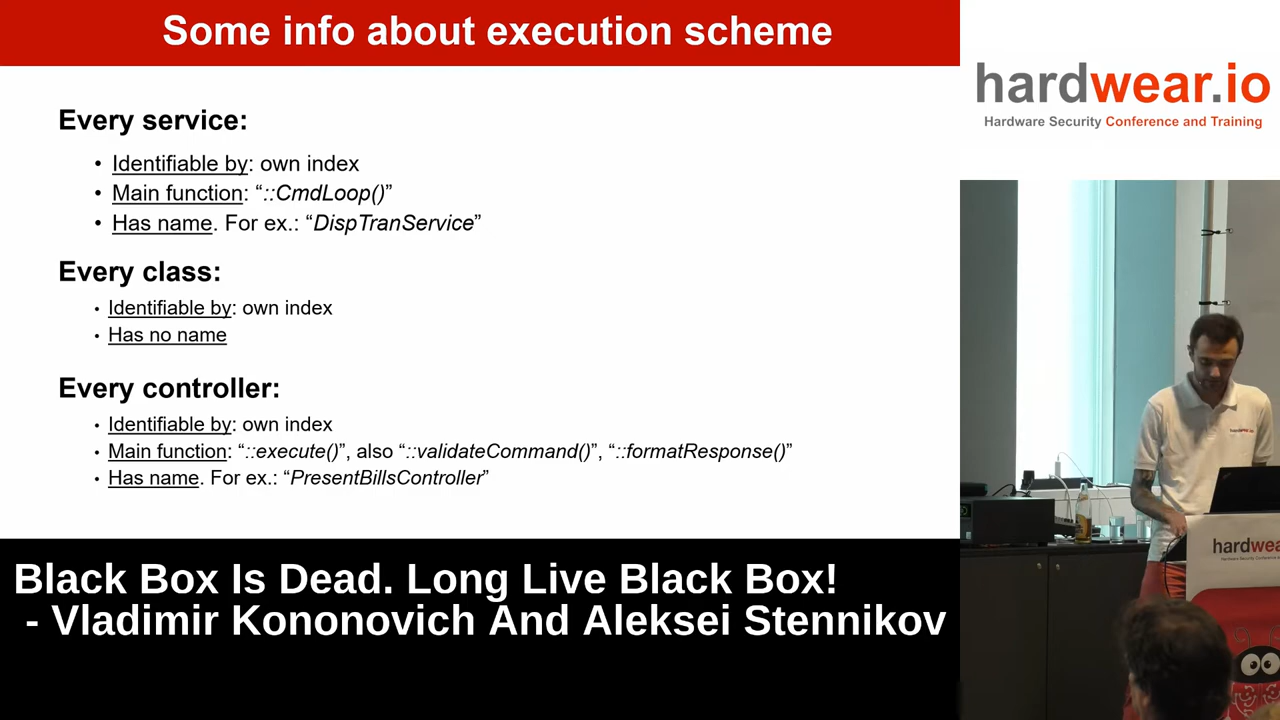 Some info about execution scheme
hardwear.io
Hardware Security Conference and Training
Every service:
• Identifiable by: own index
• Main function: “::CmdLoop()”
• Has name. For ex.: “DispTranService”
Every class:
• Identifiable by: own index
• Has no name
Every controller:
• Identifiable by: own index
• Main function: “::execute()”, also “::validateCommand()”, “::formatResponse()”
• Has name. For ex.: “PresentBillsController”
hardwea
Black Box Is Dead. Long Live Black Box!
- Vladimir Kononovich And Aleksei Stennikov